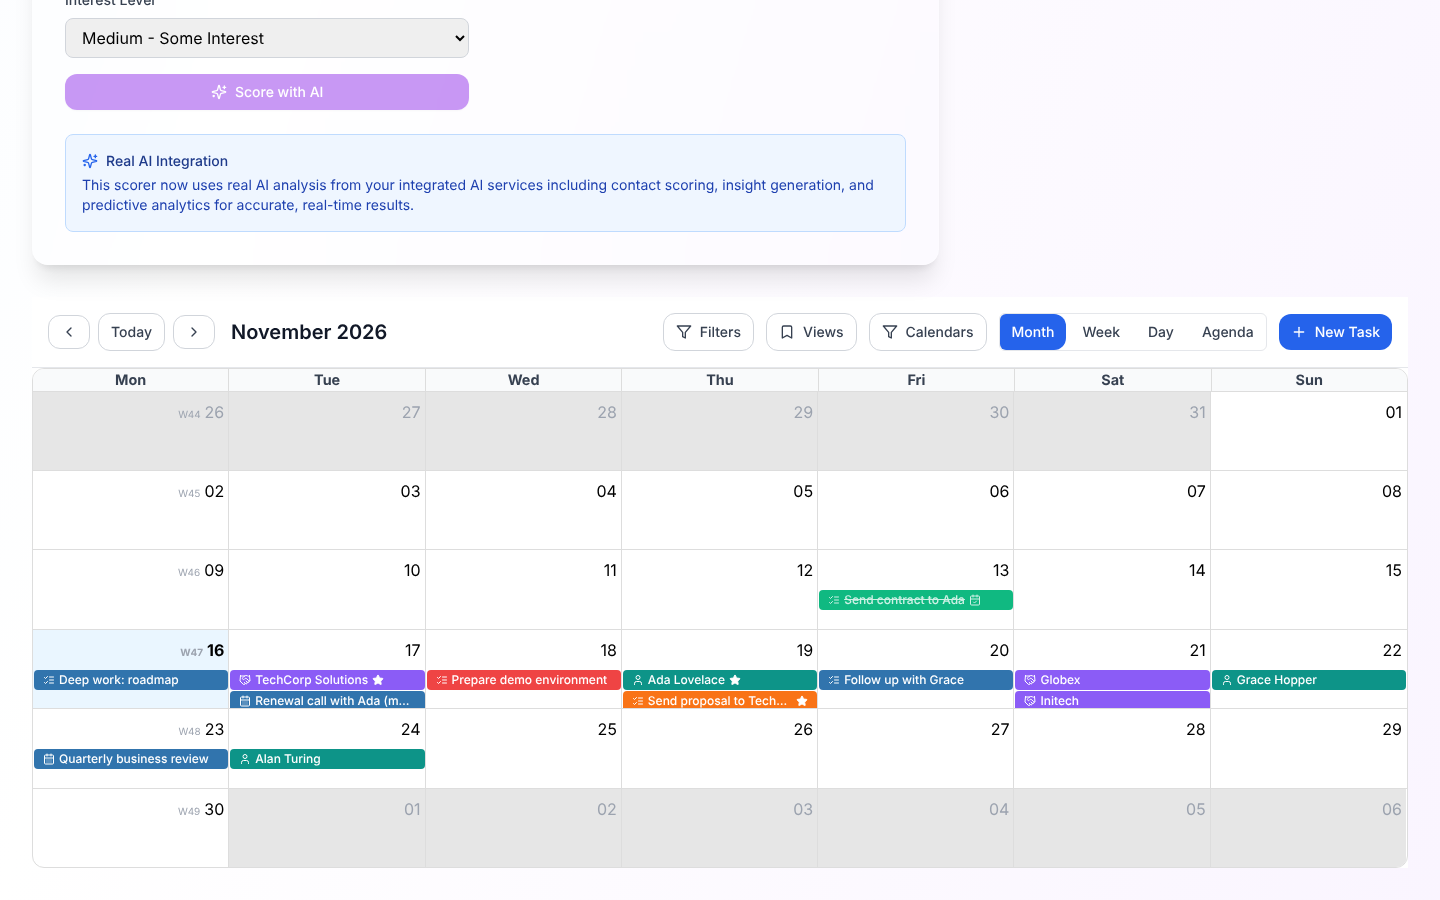 Interest Level
Medium - Some Interest
Score with AI
Real AI Integration
This scorer now uses real AI analysis from your integrated AI services including contact scoring, insight generation, and
predictive analytics for accurate, real-time results.
Today
November 2026
Filters
Views
Calendars
Month
Week
Day
Agenda
New Task
Mon Tue Wed Thu Fri Sat Sun
W44 26 27 28 29 30 31 01
W45 02 03 04 05 06 07 08
W46 09 10 11 12 13 14 15
Send contract to Ada
W47 16 17 18 19 20 21 22
Deep work: roadmap
TechCorp Solutions
Prepare demo environment
Ada Lovelace
Follow up with Grace
Globex
Grace Hopper
Renewal call with Ada (m...
Send proposal to Tech...
Initech
W48 23 24 25 26 27 28 29
Quarterly business review
Alan Turing
W49 30 01 02 03 04 05 06